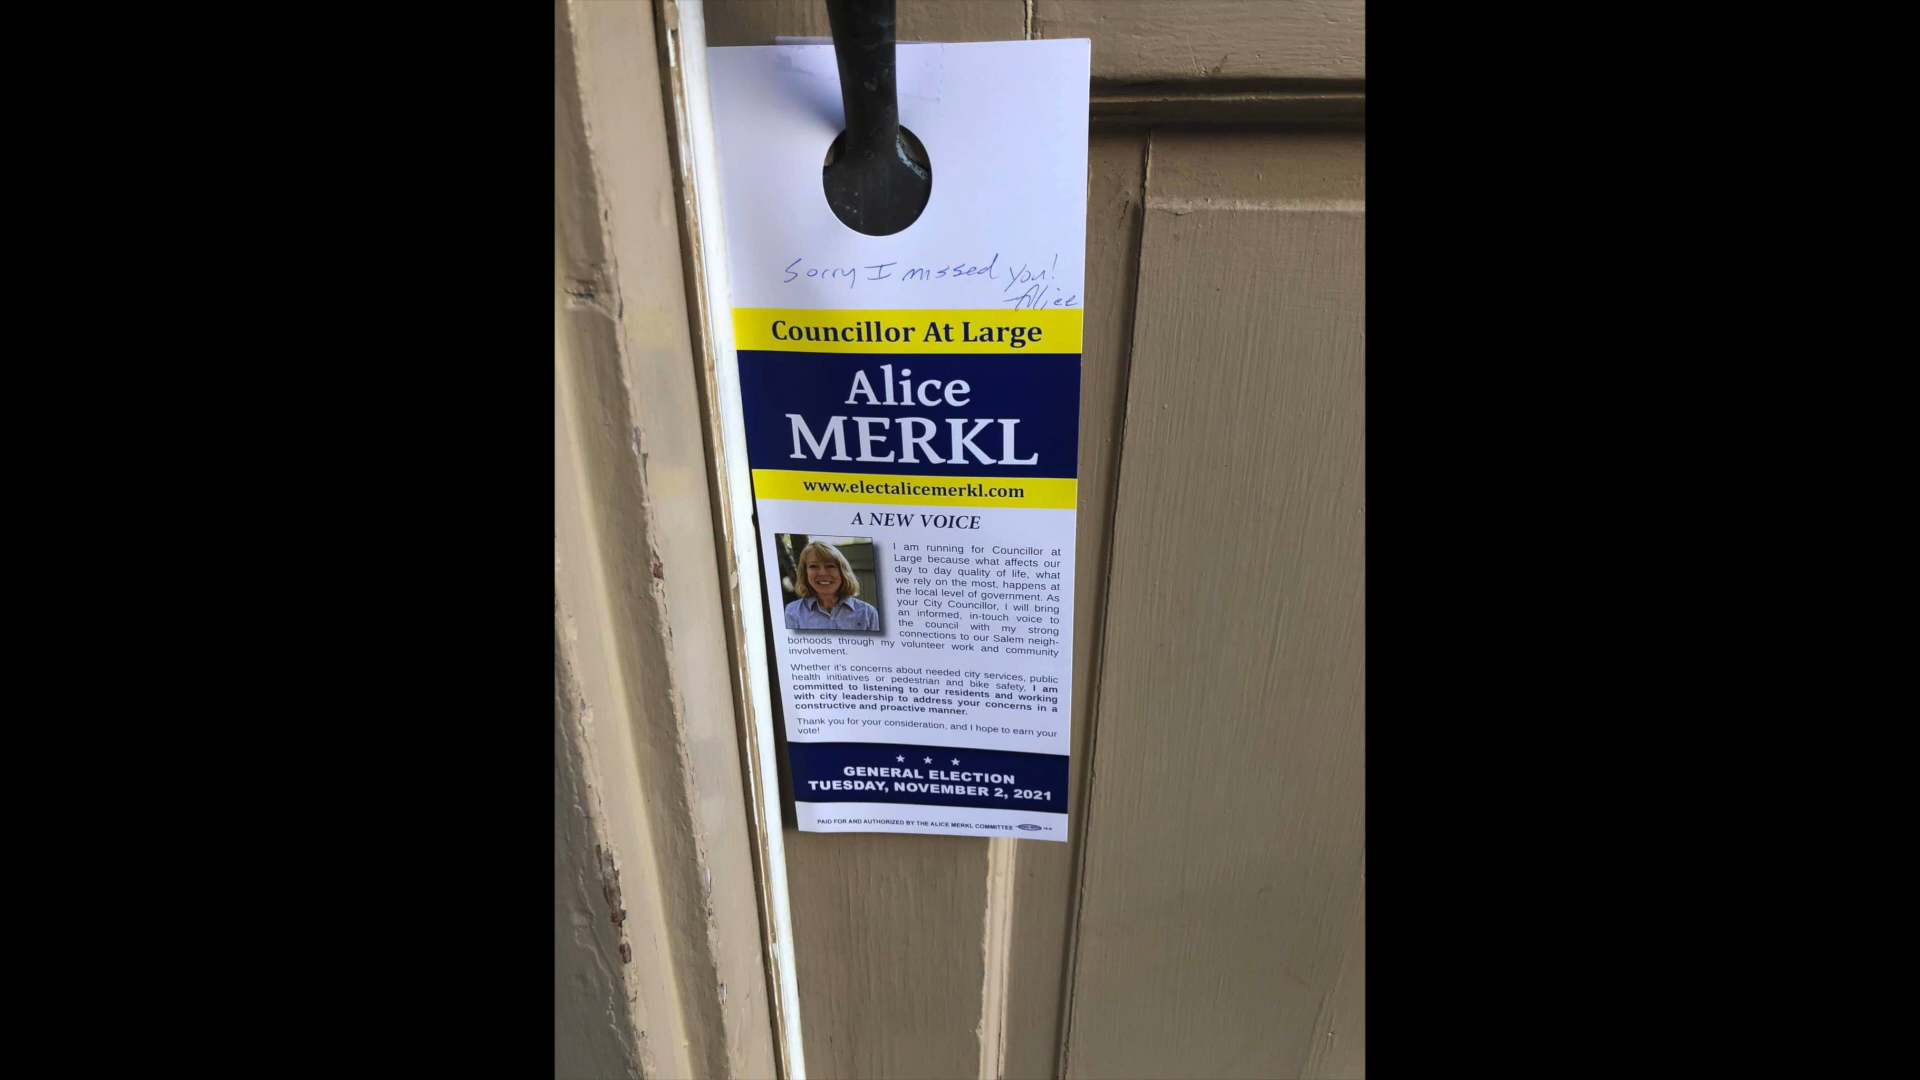 Sorry I missed you!
Alice
Councillor At Large
Alice
MERKL
www.electalicemerkl.com
A NEW VOICE
I am running for Councillor at
Large because what affects our
day to day quality of life, what
we rely on the most, happens at
the local level of government. As
your City Councillor, I will bring
an informed, in-touch voice to
the council with my strong
connections to our Salem neigh-
borhoods through my volunteer work and community
involvement.
Whether it's concerns about needed city services, public
health initiatives or pedestrian and bike safety, I am
committed to listening to our residents and working
with city leadership to address your concerns in a
constructive and proactive manner.
Thank you for your consideration, and I hope to earn your
vote!
GENERAL ELECTION
TUESDAY, NOVEMBER 2, 2021
PAID FOR AND AUTHORIZED BY THE ALICE MERKL COMMITTEE